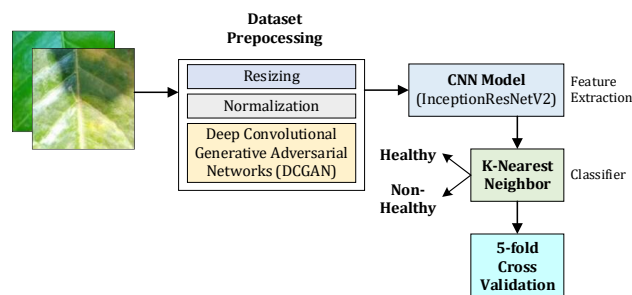 Dataset
Prepocessing
Resizing
Normalization
Deep Convolutional
Generative Adversarial
Networks (DCGAN)
CNN Model
(InceptionResNetV2)
Feature
Extraction
Healthy
Non-
Healthy
K-Nearest
Neighbor
Classifier
5-fold
Cross
Validation